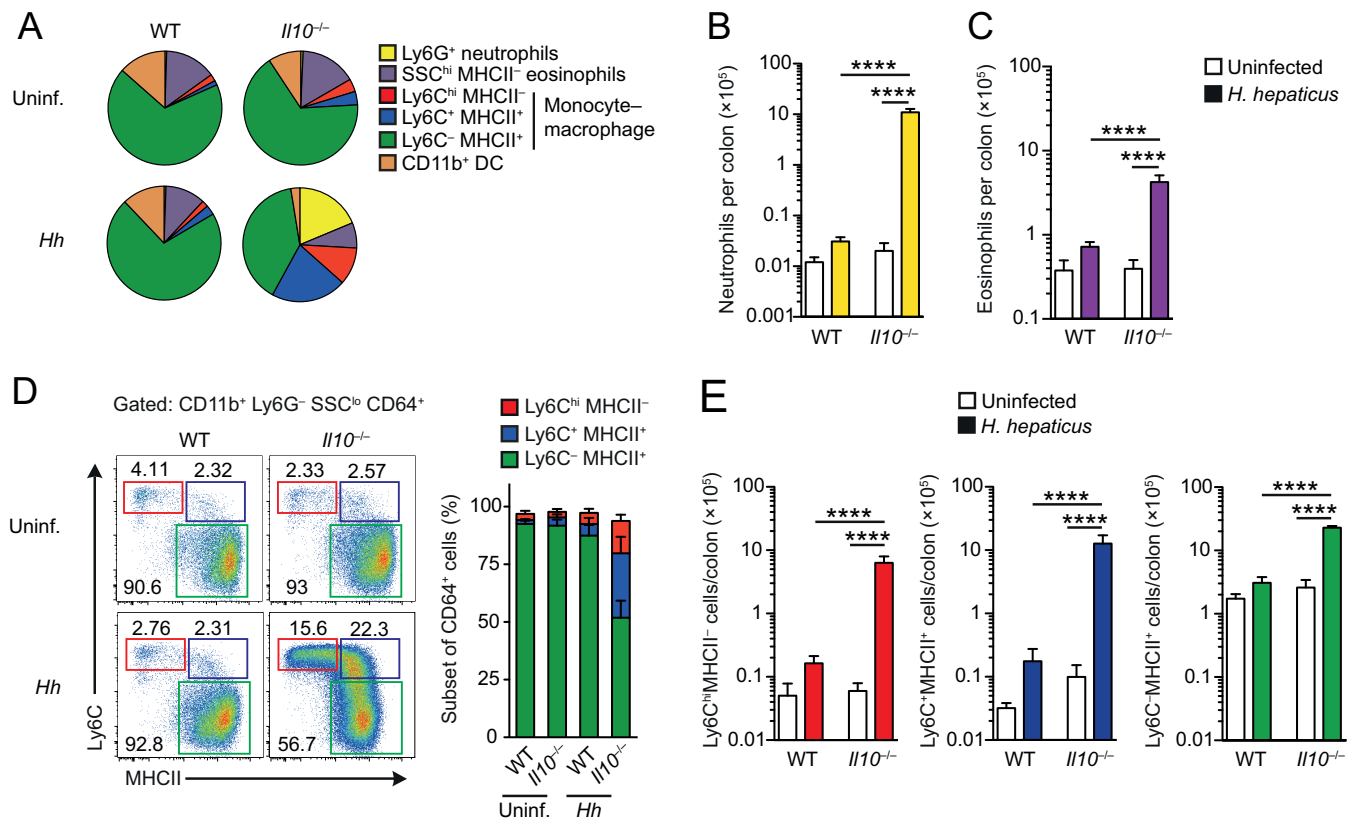 A
WT
Il10–/–
Uninf.
Hh
Ly6G+ neutrophils
SSChi MHCII– eosinophils
Ly6Chi MHCII–
Ly6C+ MHCII+
Ly6C– MHCII+
CD11b+ DC
Monocyte–
macrophage
B
Neutrophils per colon (×10⁵)
100
10
1
0.1
0.01
0.001
****
****
WT
Il10–/–
C
Eosinophils per colon (×10⁵)
100
10
1
0.1
****
****
WT
Il10–/–
Uninfected
H. hepaticus
D
Gated: CD11b+ Ly6G– SSClo CD64+
WT
Il10–/–
Uninf.
4.11
2.32
90.6
2.33
2.57
93
Hh
2.76
2.31
92.8
15.6
22.3
56.7
Ly6C
MHCII
Ly6Chi MHCII–
Ly6C+ MHCII+
Ly6C– MHCII+
Subset of CD64+ cells (%)
100
75
50
25
0
WT
Il10–/–
WT
Il10–/–
Uninf.
Hh
E
Uninfected
H. hepaticus
Ly6ChiMHCII– cells/colon (×10⁵)
100
10
1
0.1
0.01
****
****
WT
Il10–/–
Ly6C+MHCII+ cells/colon (×10⁵)
100
10
1
0.1
0.01
****
****
WT
Il10–/–
Ly6C–MHCII+ cells/colon (×10⁵)
100
10
1
0.1
0.01
****
****
WT
Il10–/–